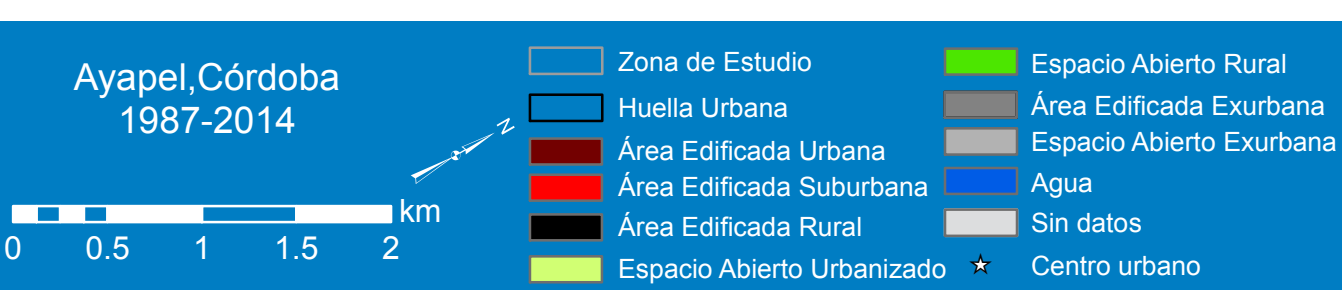 Ayapel,Córdoba
1987-2014
N
km
0 0.5 1 1.5 2
Zona de Estudio
Huella Urbana
Área Edificada Urbana
Área Edificada Suburbana
Área Edificada Rural
Espacio Abierto Urbanizado
Espacio Abierto Rural
Área Edificada Exurbana
Espacio Abierto Exurbana
Agua
Sin datos
Centro urbano